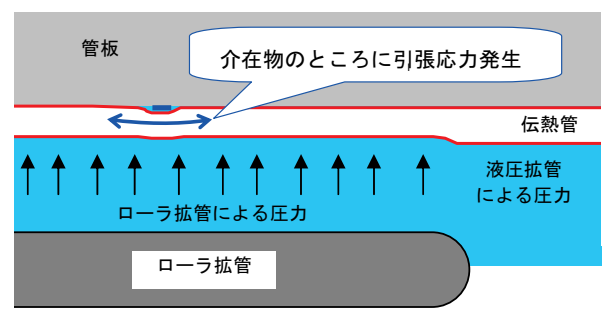 管板
介在物のところに引張応力発生
伝熱管
液圧拡管
による圧力
ローラ拡管による圧力
ローラ拡管